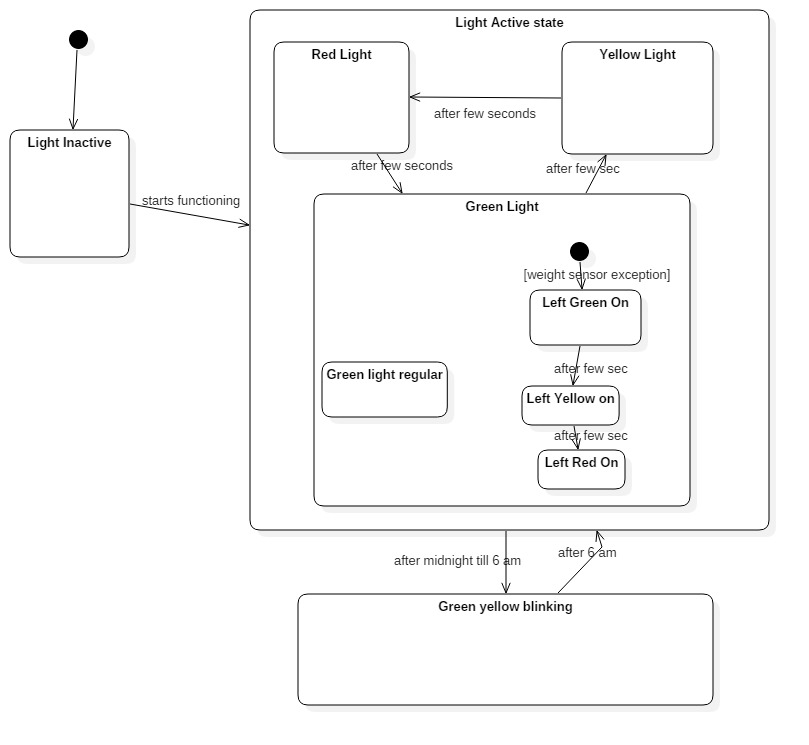 Light Active state
Red Light
Yellow Light
after few seconds
Light Inactive
after few seconds
after few sec
starts functioning
Green Light
[weight sensor exception]
Left Green On
after few sec
Green light regular
Left Yellow on
after few sec
Left Red On
after midnight till 6 am
after 6 am
Green yellow blinking